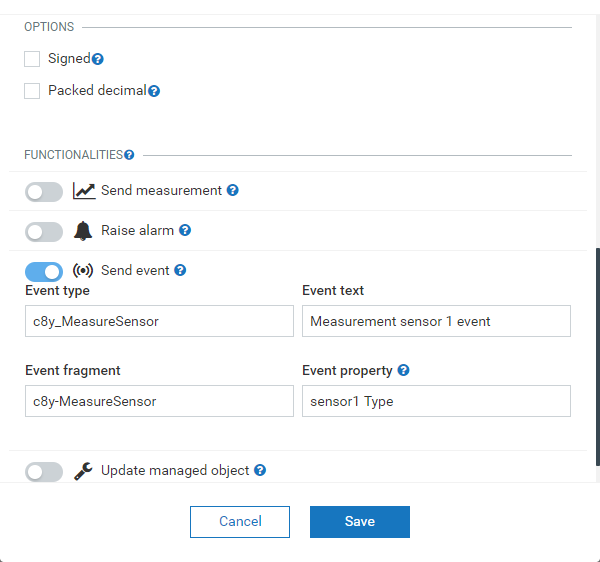 OPTIONS
Signed
Packed decimal
FUNCTIONALITIES
Send measurement
Raise alarm
Send event
Event type
Event text
c8y_MeasureSensor
Measurement sensor 1 event
Event fragment
Event property
c8y-MeasureSensor
sensor1 Type
Update managed object
Cancel
Save